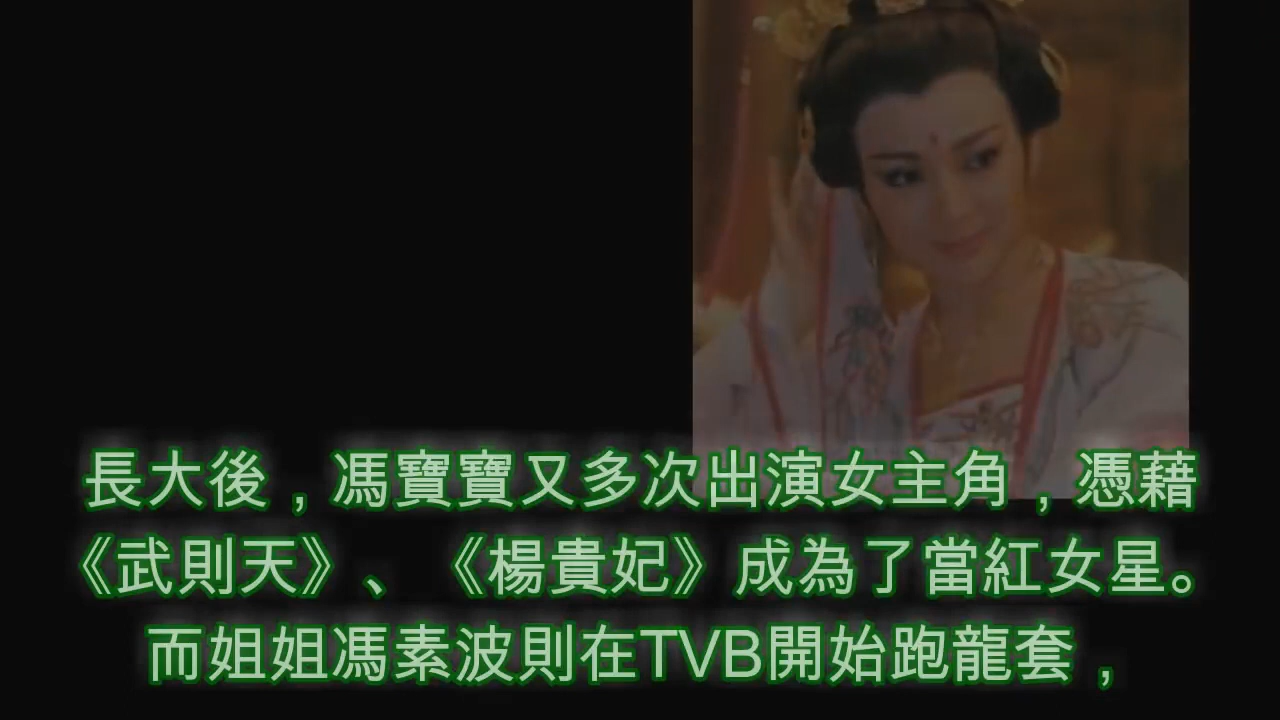 長大後，馮寶寶又多次出演女主角，憑藉
《武則天》、《楊貴妃》成為了當紅女星。
而姐姐馮素波則在TVB開始跑龍套，